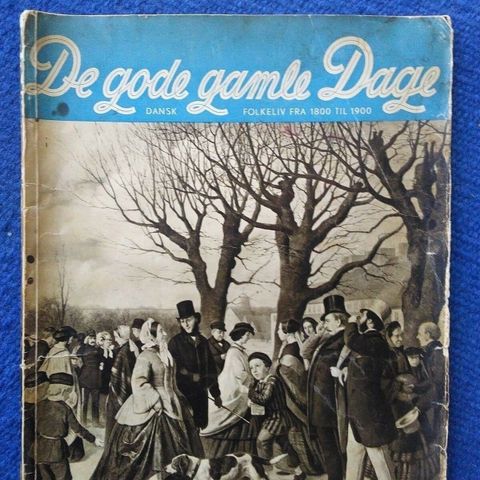 De gode gamle Dage
DANSK FOLKELIV FRA 1800 TIL 1900